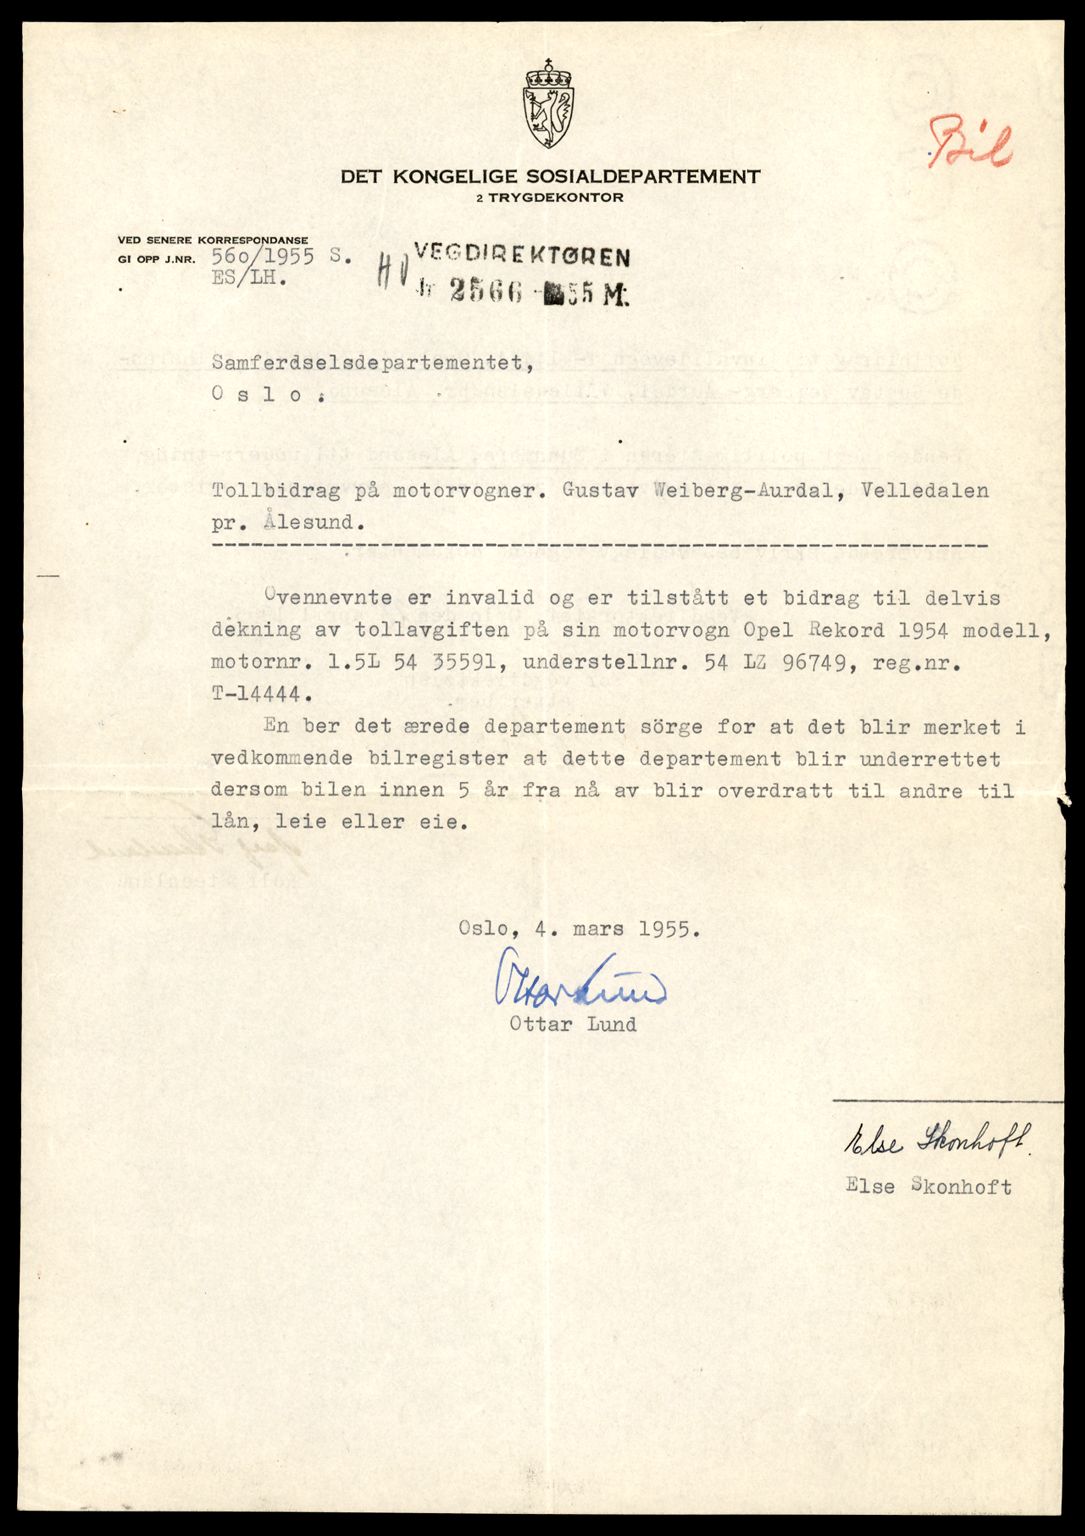 Bil
DET KONGELIGE SOSIALDEPARTEMENT
2 TRYGDEKONTOR
VED SENERE KORRESPONDANSE
GI OPP J.NR. 560/1955 S.
ES/LH.
VEGDIREKTØREN
Jr 2566 - 55 M.
Samferdselsdepartementet,
O s l o .
Tollbidrag på motorvogner. Gustav Weiberg-Aurdal, Velledalen
pr. Ålesund.
Ovennevnte er invalid og er tilstått et bidrag til delvis
dekning av tollavgiften på sin motorvogn Opel Rekord 1954 modell,
motornr. 1.5L 54 35591, understellnr. 54 LZ 96749, reg.nr.
T-14444.
En ber det ærede departement sörge for at det blir merket i
vedkommende bilregister at dette departement blir underrettet
dersom bilen innen 5 år fra nå av blir overdratt til andre til
lån, leie eller eie.
Oslo, 4. mars 1955.
Ottar Lund
Ottar Lund
Else Skonhoft.
Else Skonhoft